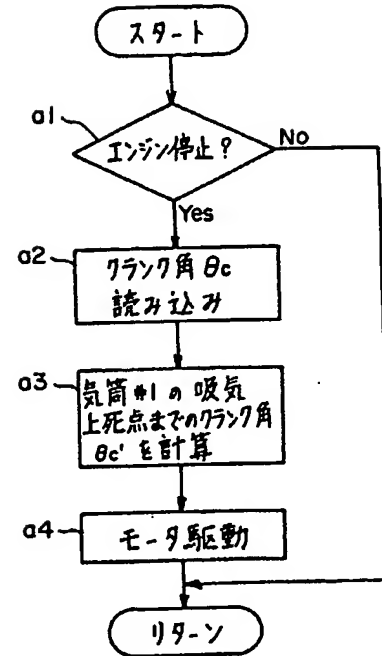 スタート
a1
エンジン停止?
No
Yes
a2
クランク角θc
読み込み
a3
気筒#1の吸気
上死点までのクランク角
θc'を計算
a4
モータ駆動
リターン